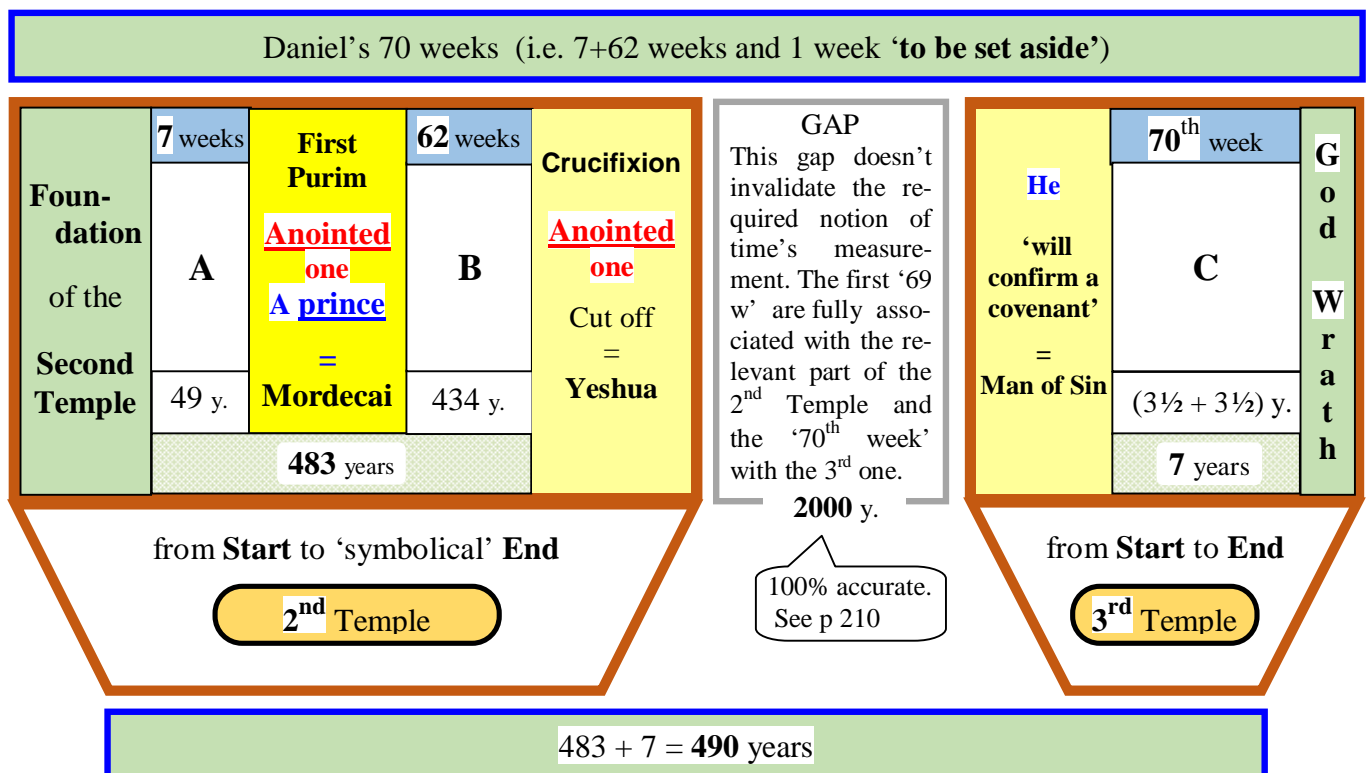 Daniel's 70 weeks (i.e. 7+62 weeks and 1 week ‘to be set aside’)
Foun-
dation
of the
Second
Temple
7 weeks
A
49 y.
First
Purim
Anointed
one
A prince
=
Mordecai
62 weeks
B
434 y.
483 years
Crucifixion
Anointed
one
Cut off
=
Yeshua
from Start to ‘symbolical’ End
2nd Temple
GAP
This gap doesn't
invalidate the re-
quired notion of
time's measure-
ment. The first ‘69
w’ are fully asso-
ciated with the re-
levant part of the
2nd Temple and
the ‘70th week’
with the 3rd one.
2000 y.
100% accurate.
See p 210
He
‘will
confirm a
covenant’
=
Man of Sin
70th week
C
(3½ + 3½) y.
7 years
God Wrath
from Start to End
3rd Temple
483 + 7 = 490 years